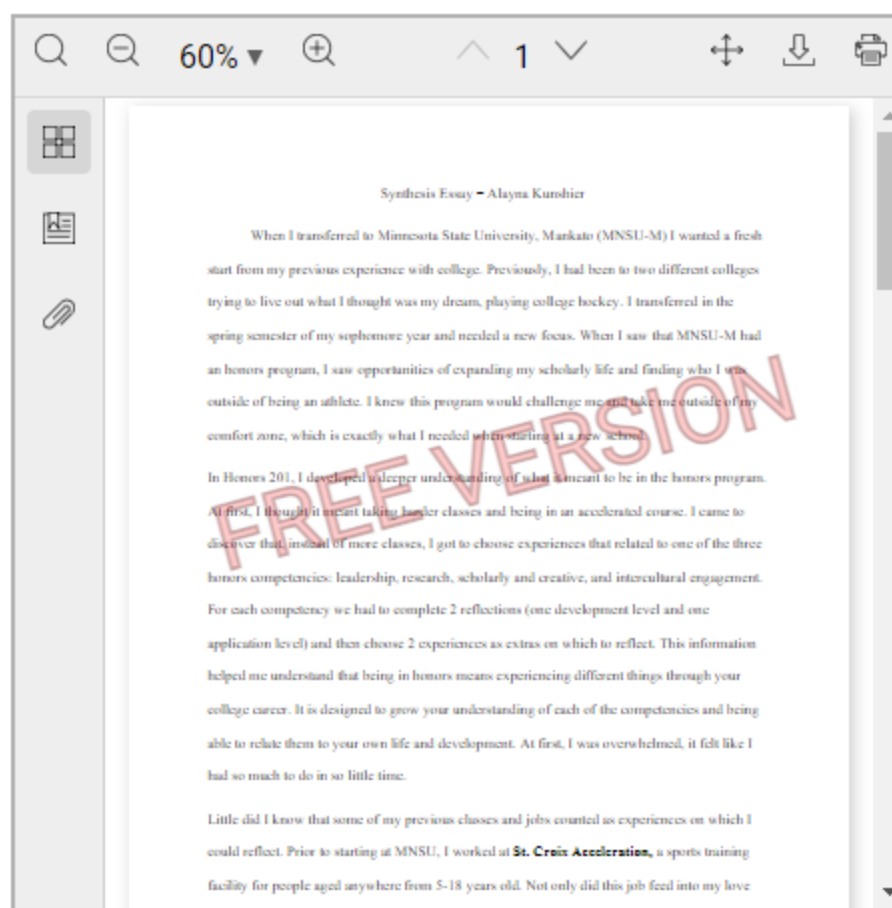 60% ▾ 1
Synthesis Essay – Alayna Kunshier
When I transferred to Minnesota State University, Mankato (MNSU-M) I wanted a fresh
start from my previous experience with college. Previously, I had been to two different colleges
trying to live out what I thought was my dream, playing college hockey. I transferred in the
spring semester of my sophomore year and needed a new focus. When I saw that MNSU-M had
an honors program, I saw opportunities of expanding my scholarly life and finding who I was
outside of being an athlete. I knew this program would challenge me and take me outside of my
comfort zone, which is exactly what I needed when starting at a new school.
FREE VERSION
In Honors 201, I developed a deeper understanding of what it meant to be in the honors program.
At first, I thought it meant taking harder classes and being in an accelerated course. I came to
discover that, instead of more classes, I got to choose experiences that related to one of the three
honors competencies: leadership, research, scholarly and creative, and intercultural engagement.
For each competency we had to complete 2 reflections (one development level and one
application level) and then choose 2 experiences as extras on which to reflect. This information
helped me understand that being in honors means experiencing different things through your
college career. It is designed to grow your understanding of each of the competencies and being
able to relate them to your own life and development. At first, I was overwhelmed, it felt like I
had so much to do in so little time.
Little did I know that some of my previous classes and jobs counted as experiences on which I
could reflect. Prior to starting at MNSU, I worked at St. Croix Acceleration, a sports training
facility for people aged anywhere from 5-18 years old. Not only did this job feed into my love